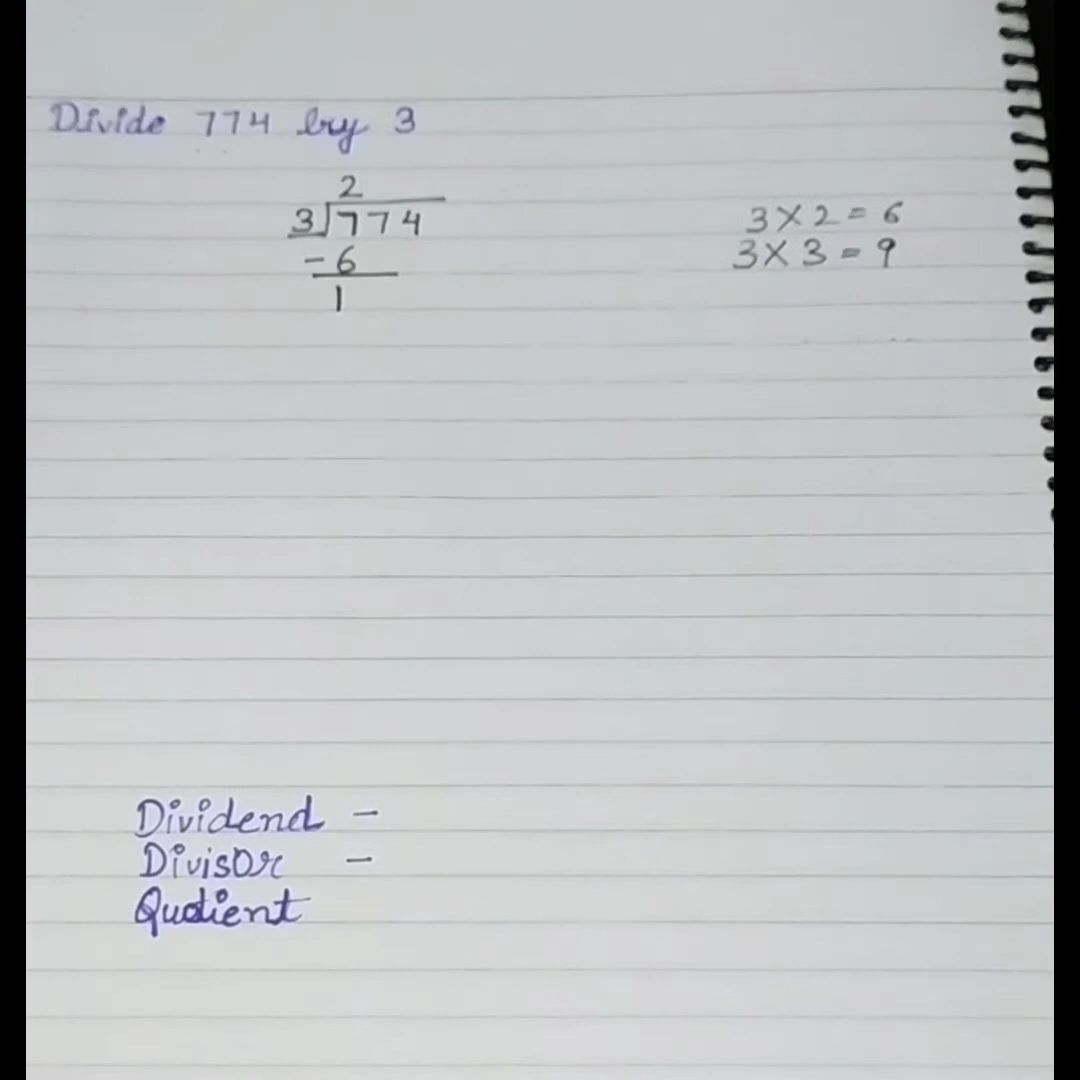 Divide 774 by 3
2
3)774
-6
1
3×2=6
3×3=9
Dividend -
Divisor -
Qudient